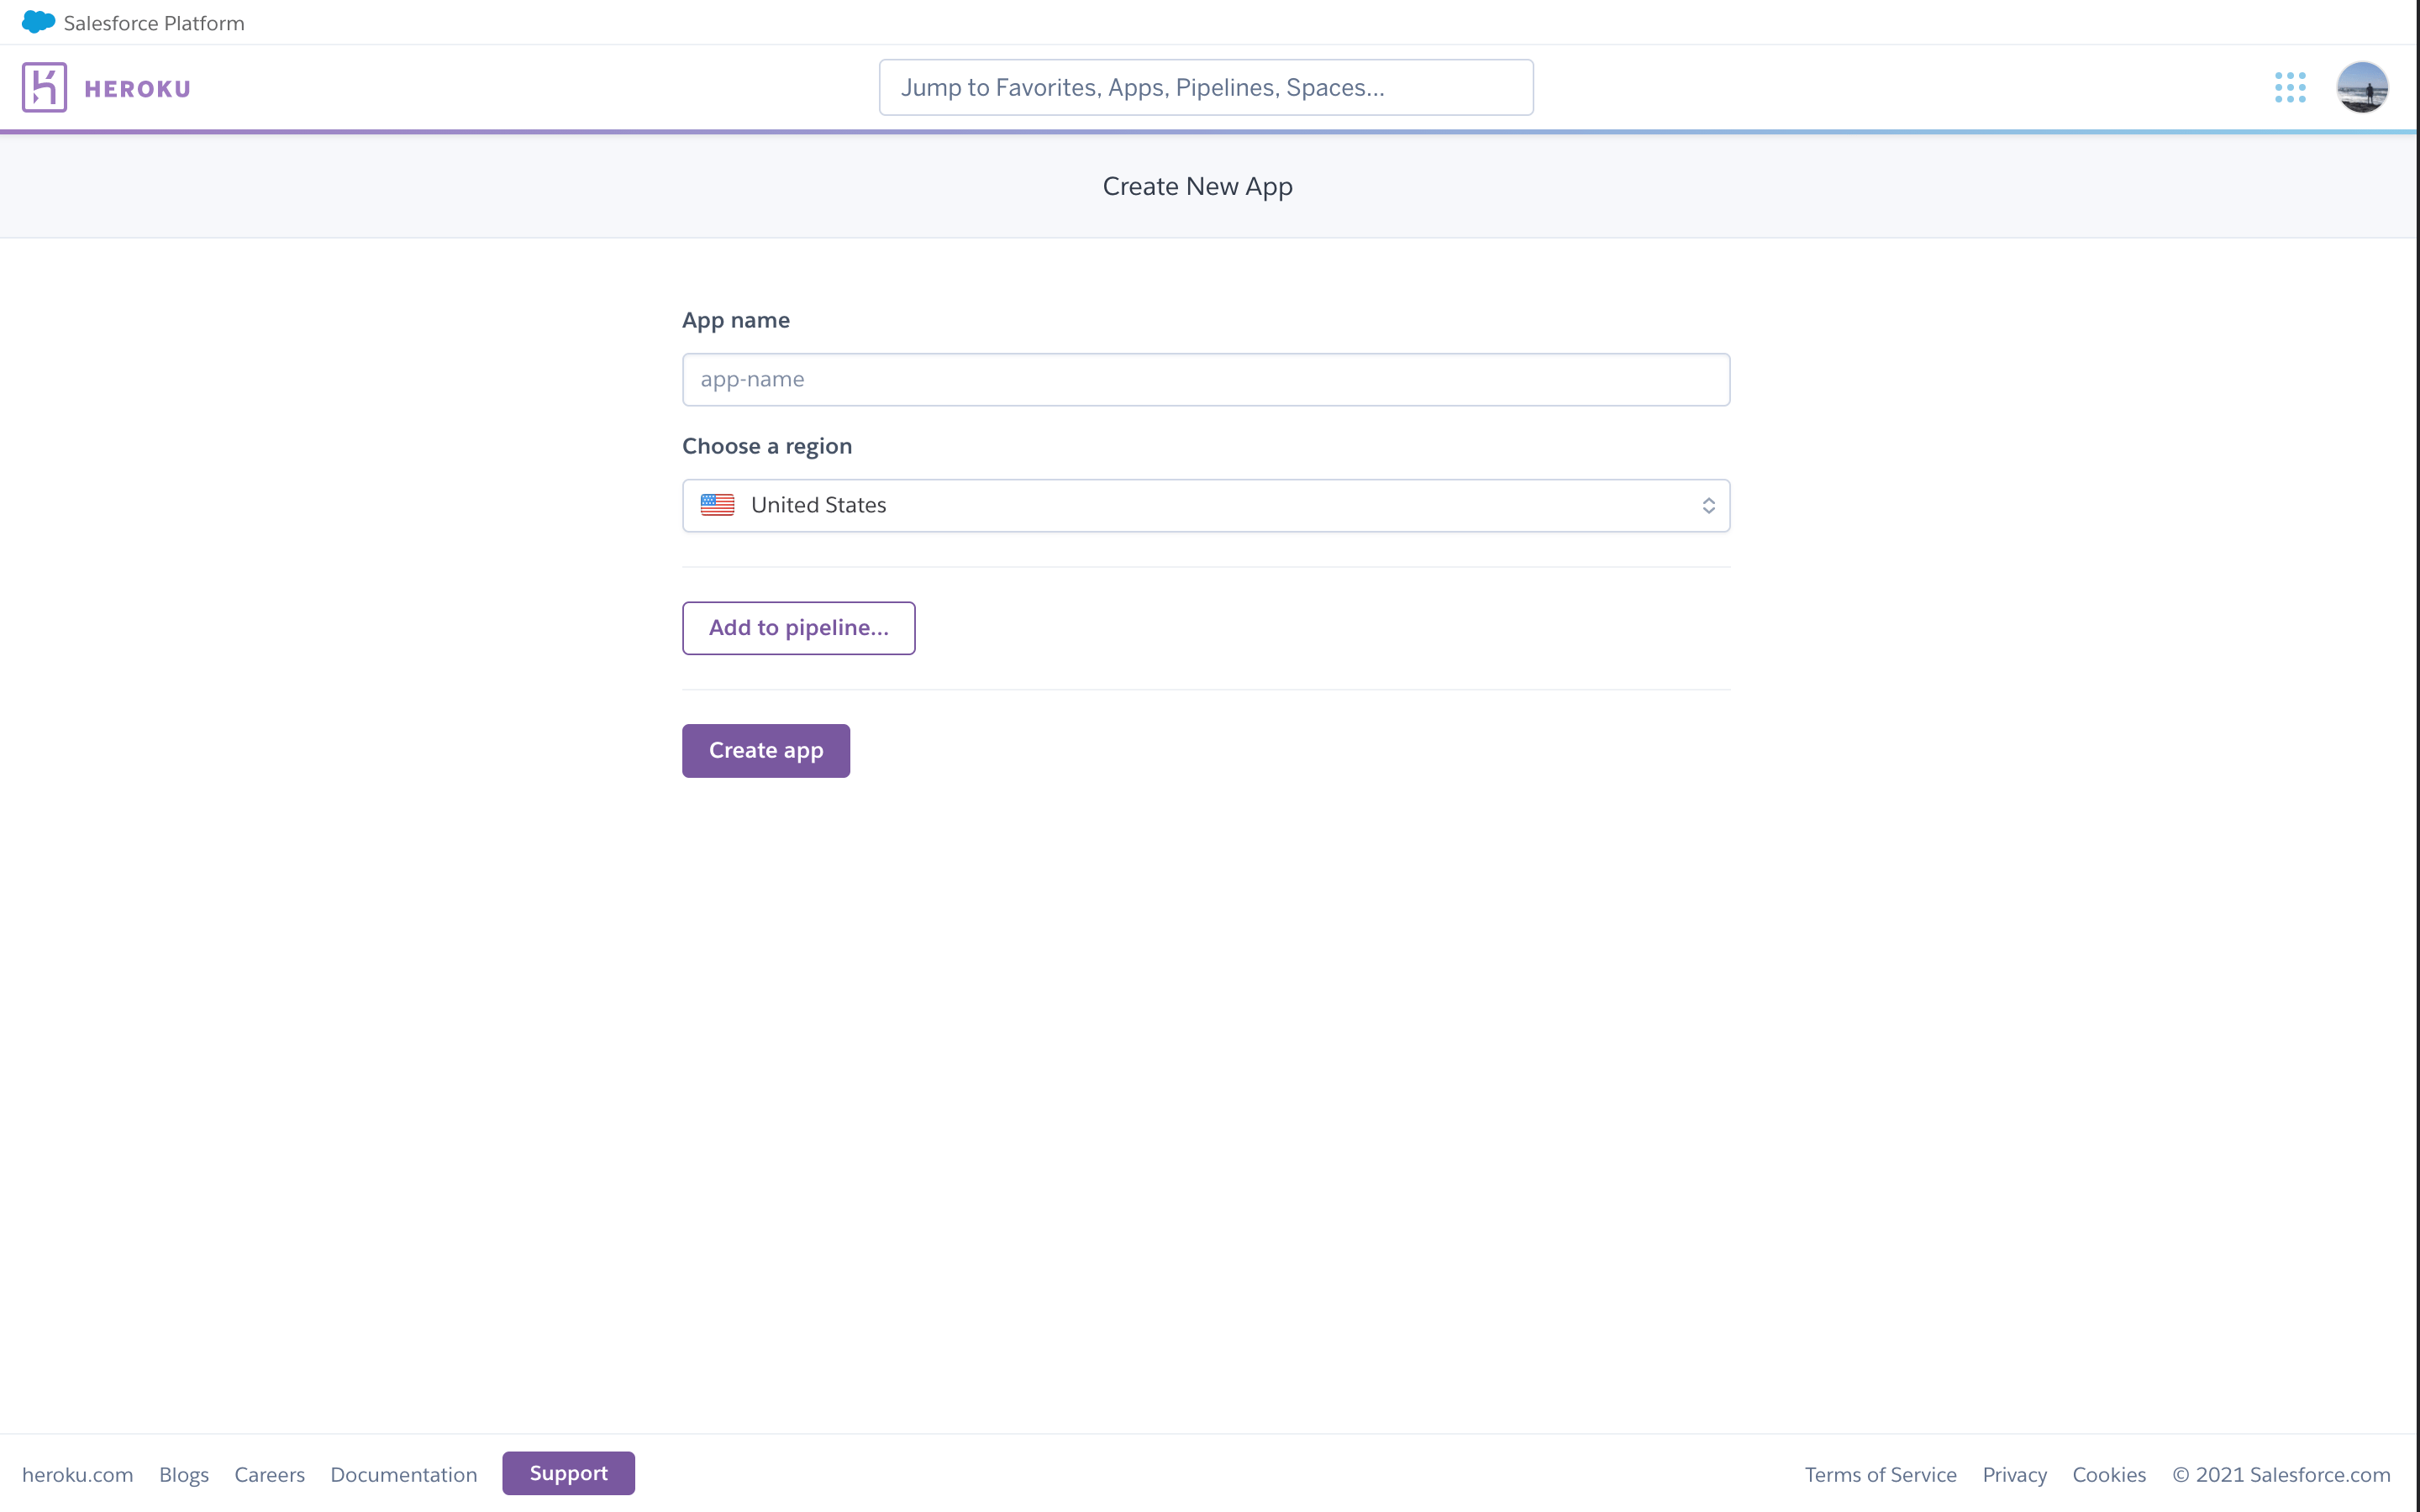 Salesforce Platform
HEROKU
Jump to Favorites, Apps, Pipelines, Spaces...
Create New App
App name
app-name
Choose a region
United States
Add to pipeline...
Create app
heroku.com Blogs Careers Documentation Support Terms of Service Privacy Cookies © 2021 Salesforce.com